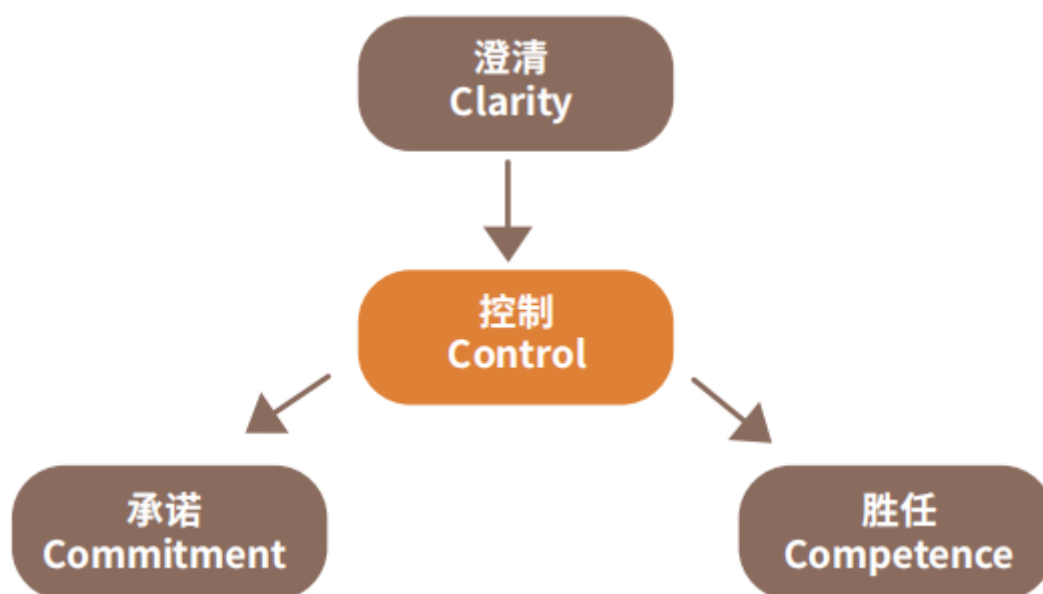 澄清
Clarity
控制
Control
承诺
Commitment
胜任
Competence